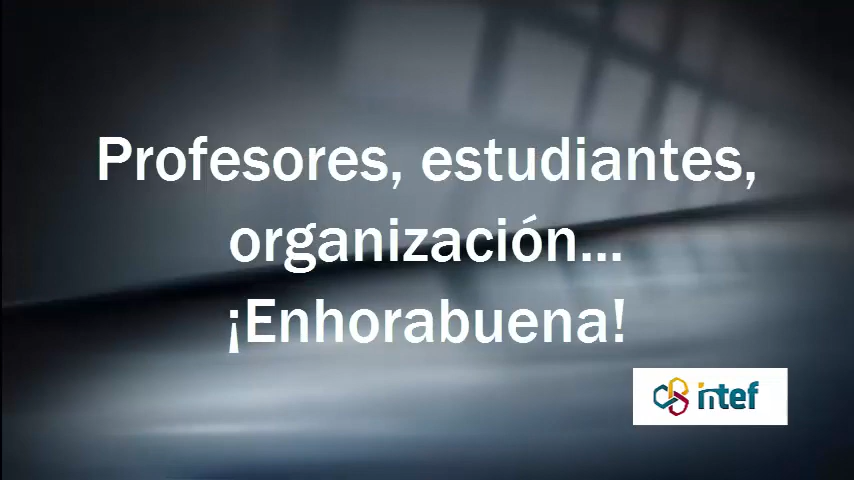 Profesores, estudiantes,
organización...
¡Enhorabuena!
intef